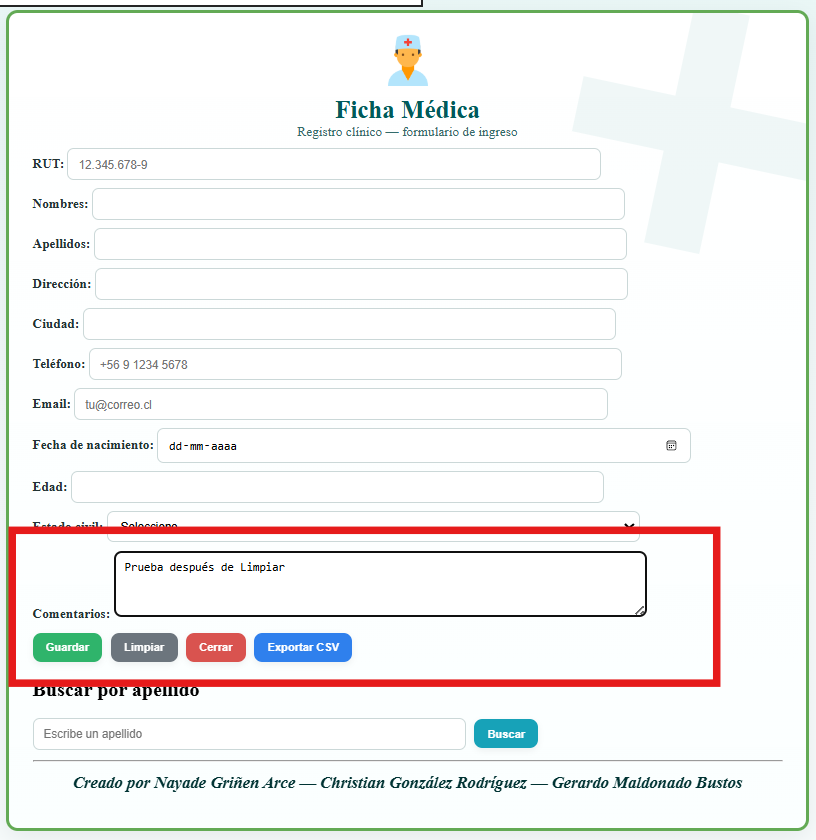 Ficha Médica
Registro clínico — formulario de ingreso
RUT: 12.345.678-9
Nombres:
Apellidos:
Dirección:
Ciudad:
Teléfono: +56 9 1234 5678
Email: tu@correo.cl
Fecha de nacimiento: dd-mm-aaaa
Edad:
Estado civil: Seleccione
Prueba después de Limpiar
Comentarios:
Guardar Limpiar Cerrar Exportar CSV
Buscar por apellido
Escribe un apellido Buscar
Creado por Nayade Griñen Arce — Christian González Rodríguez — Gerardo Maldonado Bustos